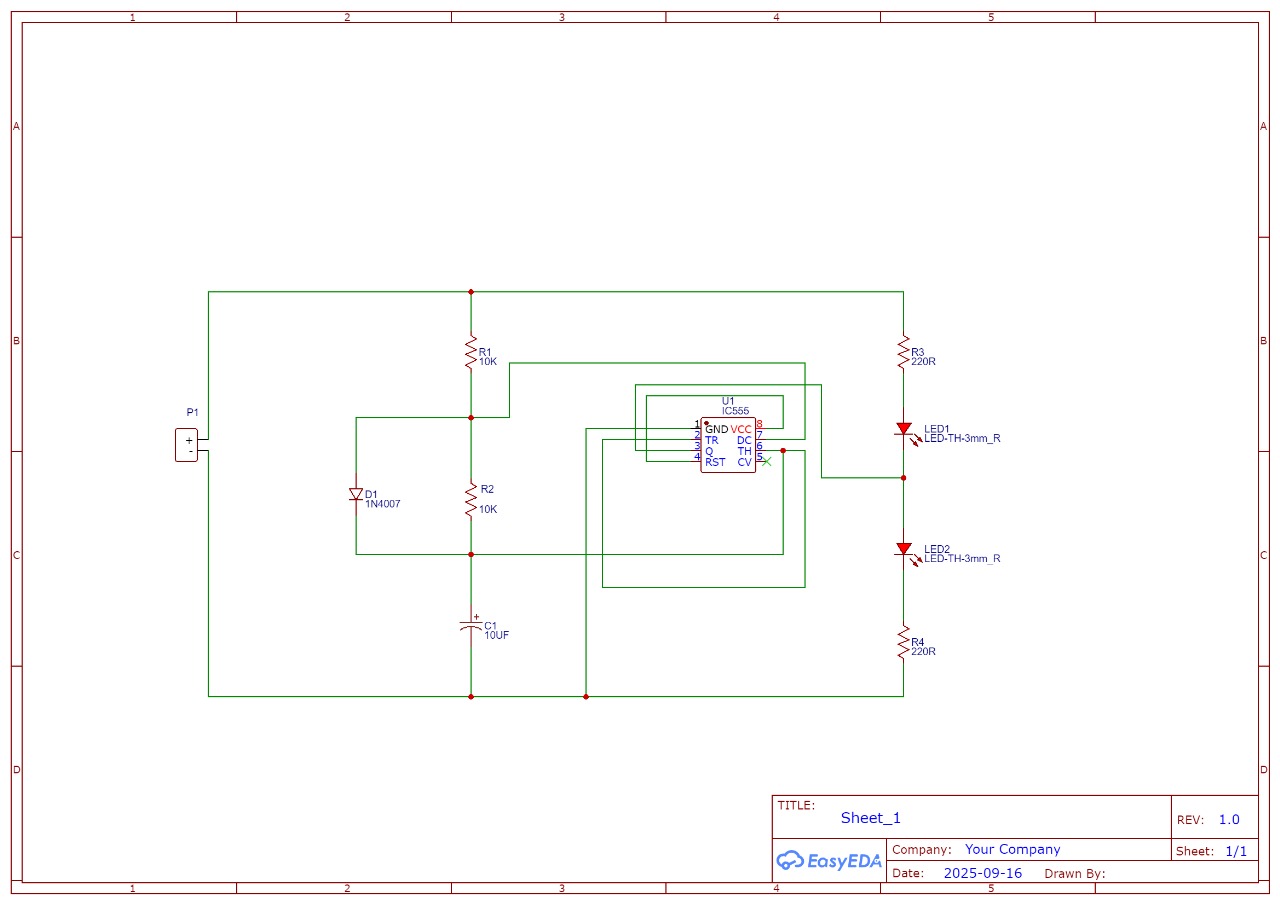 1 2 3 4 5
A A
B B
P1
+
-
R1
10K
R3
220R
U1
IC555
1 GND VCC 8
2 TR DC 7
3 Q TH 6
4 RST CV 5
LED1
LED-TH-3mm_R
D1
1N4007
R2
10K
C C
LED2
LED-TH-3mm_R
+
C1
10UF
R4
220R
D D
TITLE:
Sheet_1
REV: 1.0
EasyEDA
Company: Your Company
Sheet: 1/1
Date: 2025-09-16 Drawn By:
1 2 3 4 5